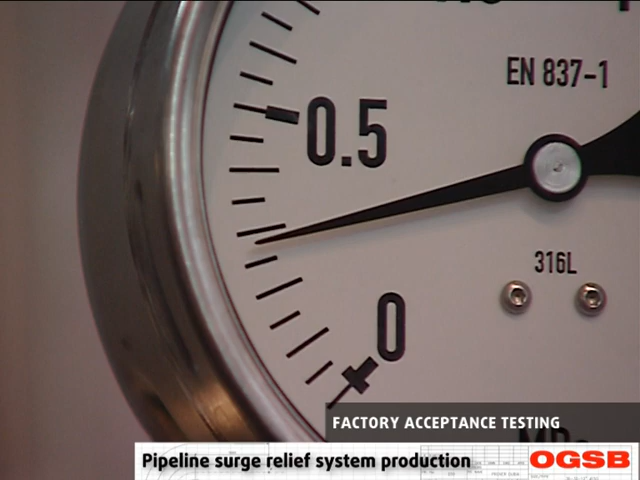 EN 837-1
0.5
316L
0
FACTORY ACCEPTANCE TESTING
Pipeline surge relief system production
OGSB